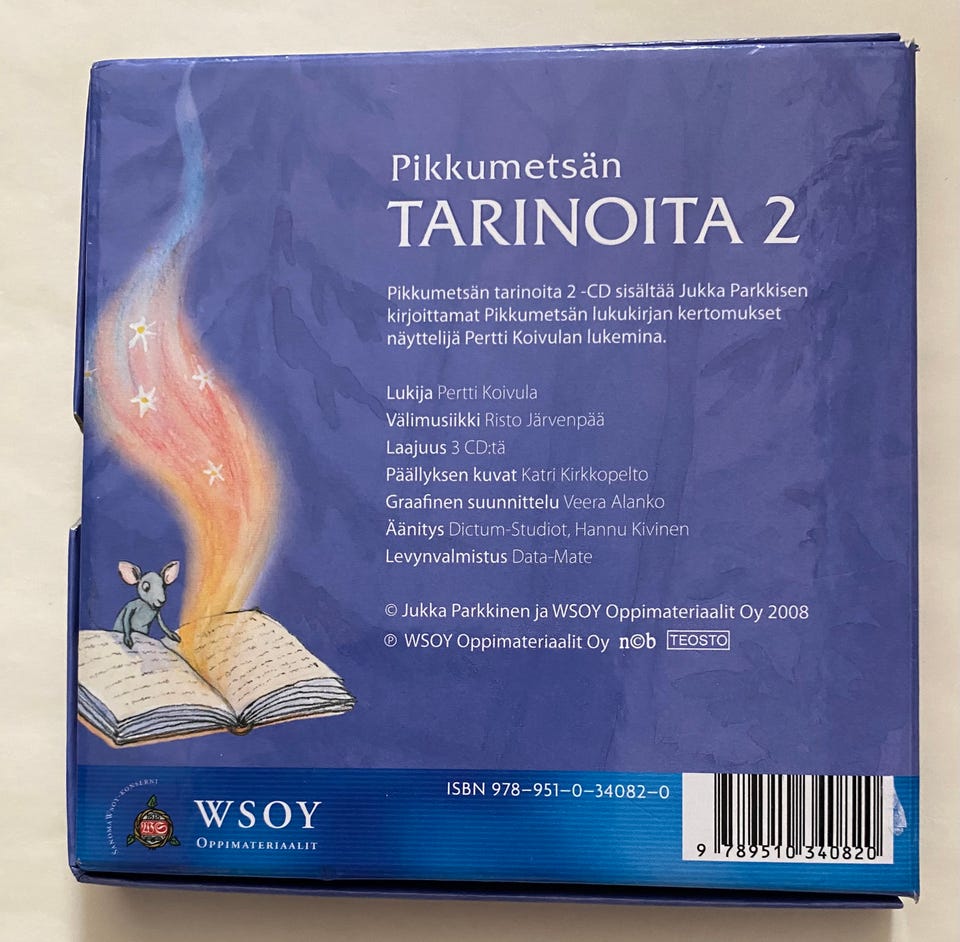 Pikkumetsän
TARINOITA 2
Pikkumetsän tarinoita 2 -CD sisältää Jukka Parkkisen
kirjoittamat Pikkumetsän lukukirjan kertomukset
näyttelijä Pertti Koivulan lukemina.
Lukija Pertti Koivula
Välimusiikki Risto Järvenpää
Laajuus 3 CD:tä
Päällyksen kuvat Katri Kirkkopelto
Graafinen suunnittelu Veera Alanko
Äänitys Dictum-Studiot, Hannu Kivinen
Levynvalmistus Data-Mate
© Jukka Parkkinen ja WSOY Oppimateriaalit Oy 2008
℗ WSOY Oppimateriaalit Oy n©b TEOSTO
SANOMAWSOY-KONSERNI
WS
WSOY
OPPIMATERIAALIT
ISBN 978–951–0–34082–0
9 789510 340820